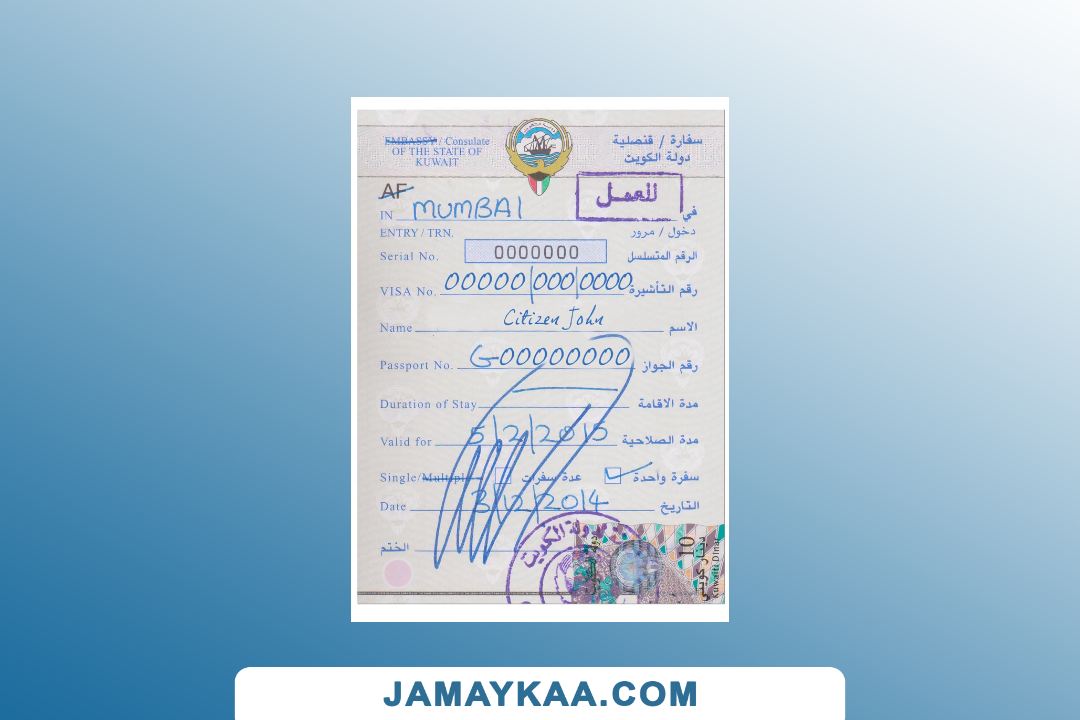 EMBASSY / Consulate سفارة / قنصلية
OF THE STATE OF دولة الكويت
KUWAIT
للعمل
AF
IN MUMBAI في
ENTRY / TRN. دخول / مرور
Serial No. 0000000 الرقم المتسلسل
VISA No. 00000|000|0000 رقم التأشيرة
Name Citizen John الاسم
Passport No. G-00000000 رقم الجواز
Duration of Stay مدة الاقامة
Valid for 5|2|2015 مدة الصلاحية
Single/Multiple عدة سفرات سفرة واحدة
Date 3|12|2014 التاريخ
الختم
دولة الكويت
10
دينار كويتي
Kuwaiti Dinar
JAMAYKAA.COM